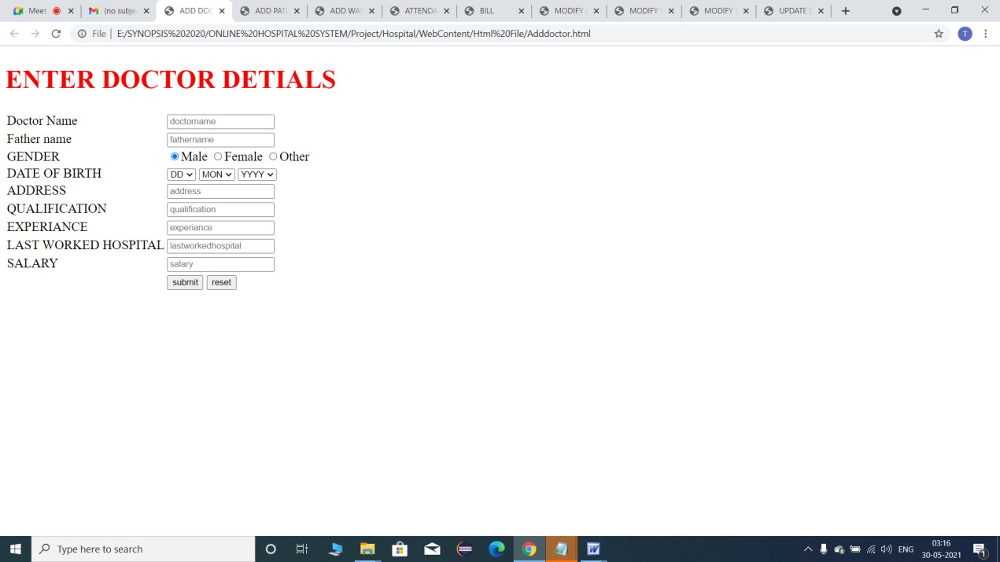 Meet (no subje ADD DOC ADD PATI ADD WAR ATTENDA BILL MODIFY A MODIFY MODIFY UPDATE D
File E:/SYNOPSIS%202020/ONLINE%20HOSPITAL%20SYSTEM/Project/Hospital/WebContent/Html%20File/Adddoctor.html T
ENTER DOCTOR DETIALS
Doctor Name doctorname
Father name fathername
GENDER Male Female Other
DATE OF BIRTH DD MON YYYY
ADDRESS address
QUALIFICATION qualification
EXPERIANCE experiance
LAST WORKED HOSPITAL lastworkedhospital
SALARY salary
submit reset
Type here to search ENG 03:16
30-05-2021 1